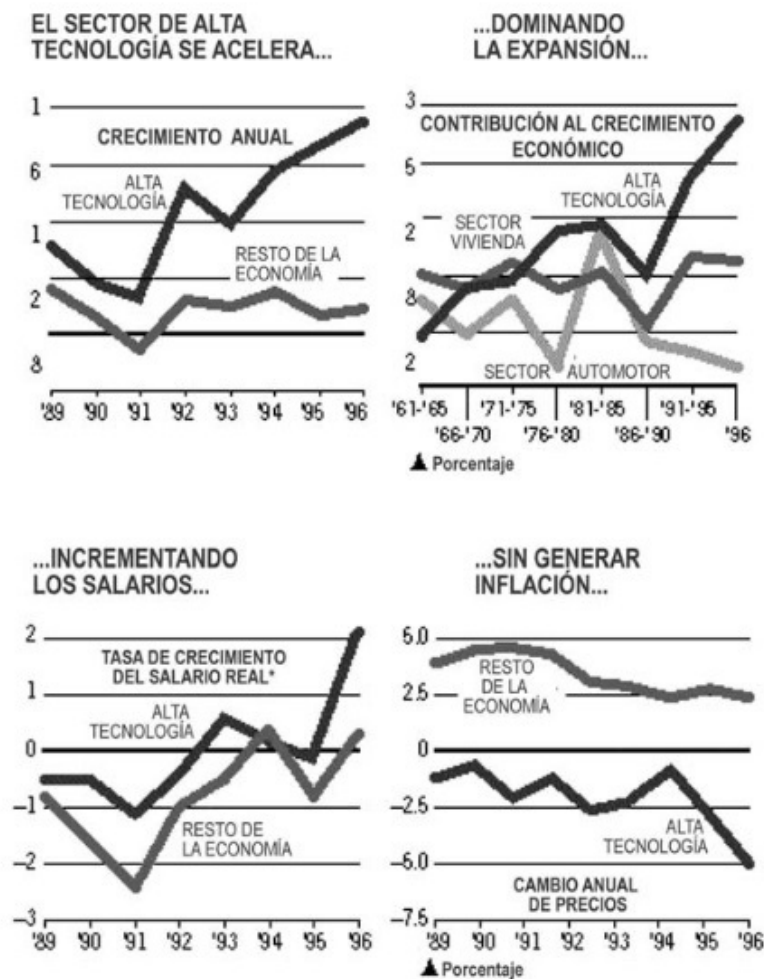 EL SECTOR DE ALTA
TECNOLOGÍA SE ACELERA...
1
CRECIMIENTO ANUAL
6
ALTA
TECNOLOGÍA
1
RESTO DE LA
ECONOMÍA
2
8
'89 '90 '91 '92 '93 '94 '95 '96
...DOMINANDO
LA EXPANSIÓN...
3
CONTRIBUCIÓN AL CRECIMIENTO
ECONÓMICO
5
ALTA
TECNOLOGÍA
SECTOR
VIVIENDA
2
8
2
SECTOR AUTOMOTOR
'61-'65 '71-'75 '81-'85 '91-'95
'66-'70 '76-'80 '86-'90 '96
▲ Porcentaje
...INCREMENTANDO
LOS SALARIOS...
2
TASA DE CRECIMIENTO
DEL SALARIO REAL*
1
ALTA
TECNOLOGÍA
0
-1
RESTO DE
LA ECONOMÍA
-2
-3
'89 '90 '91 '92 '93 '94 '95 '96
...SIN GENERAR
INFLACIÓN...
5.0
RESTO
DE LA
ECONOMÍA
2.5
0
-2.5
ALTA
TECNOLOGÍA
-5.0
CAMBIO ANUAL
DE PRECIOS
-7.5
'89 '90 '91 '92 '93 '94 '95 '96
▲ Porcentaje